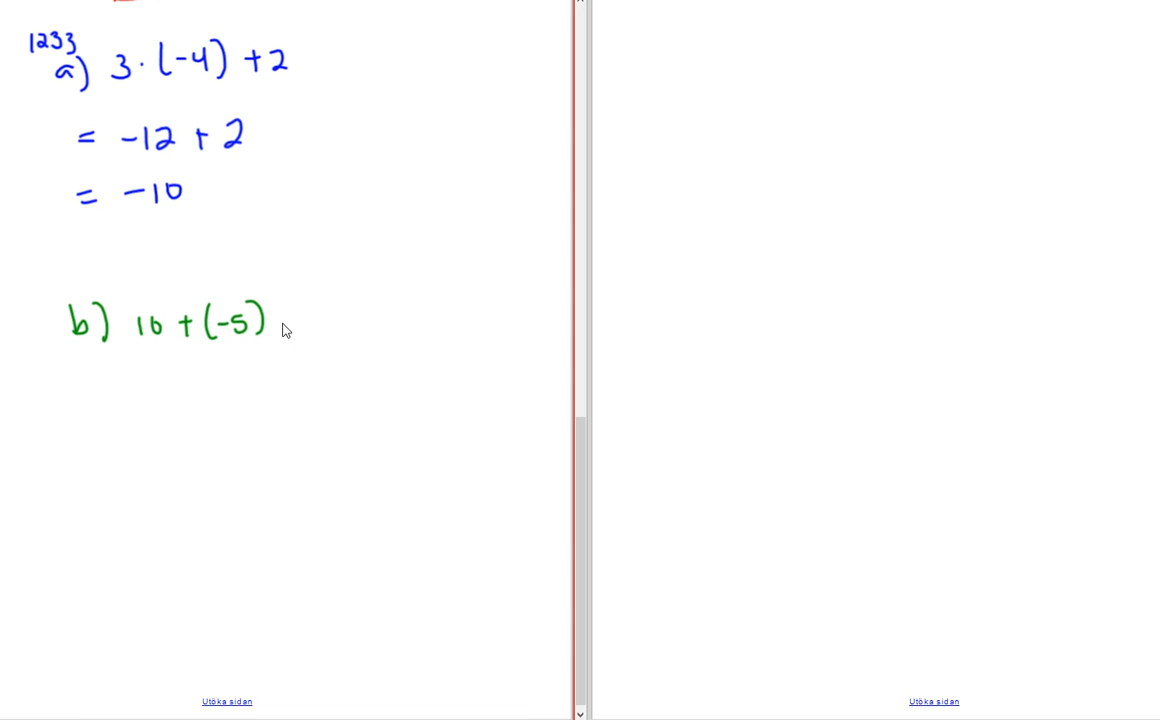 1233
a) 3 · (-4) + 2
= -12 + 2
= -10
b) 10 + (-5)
Utöka sidan Utöka sidan